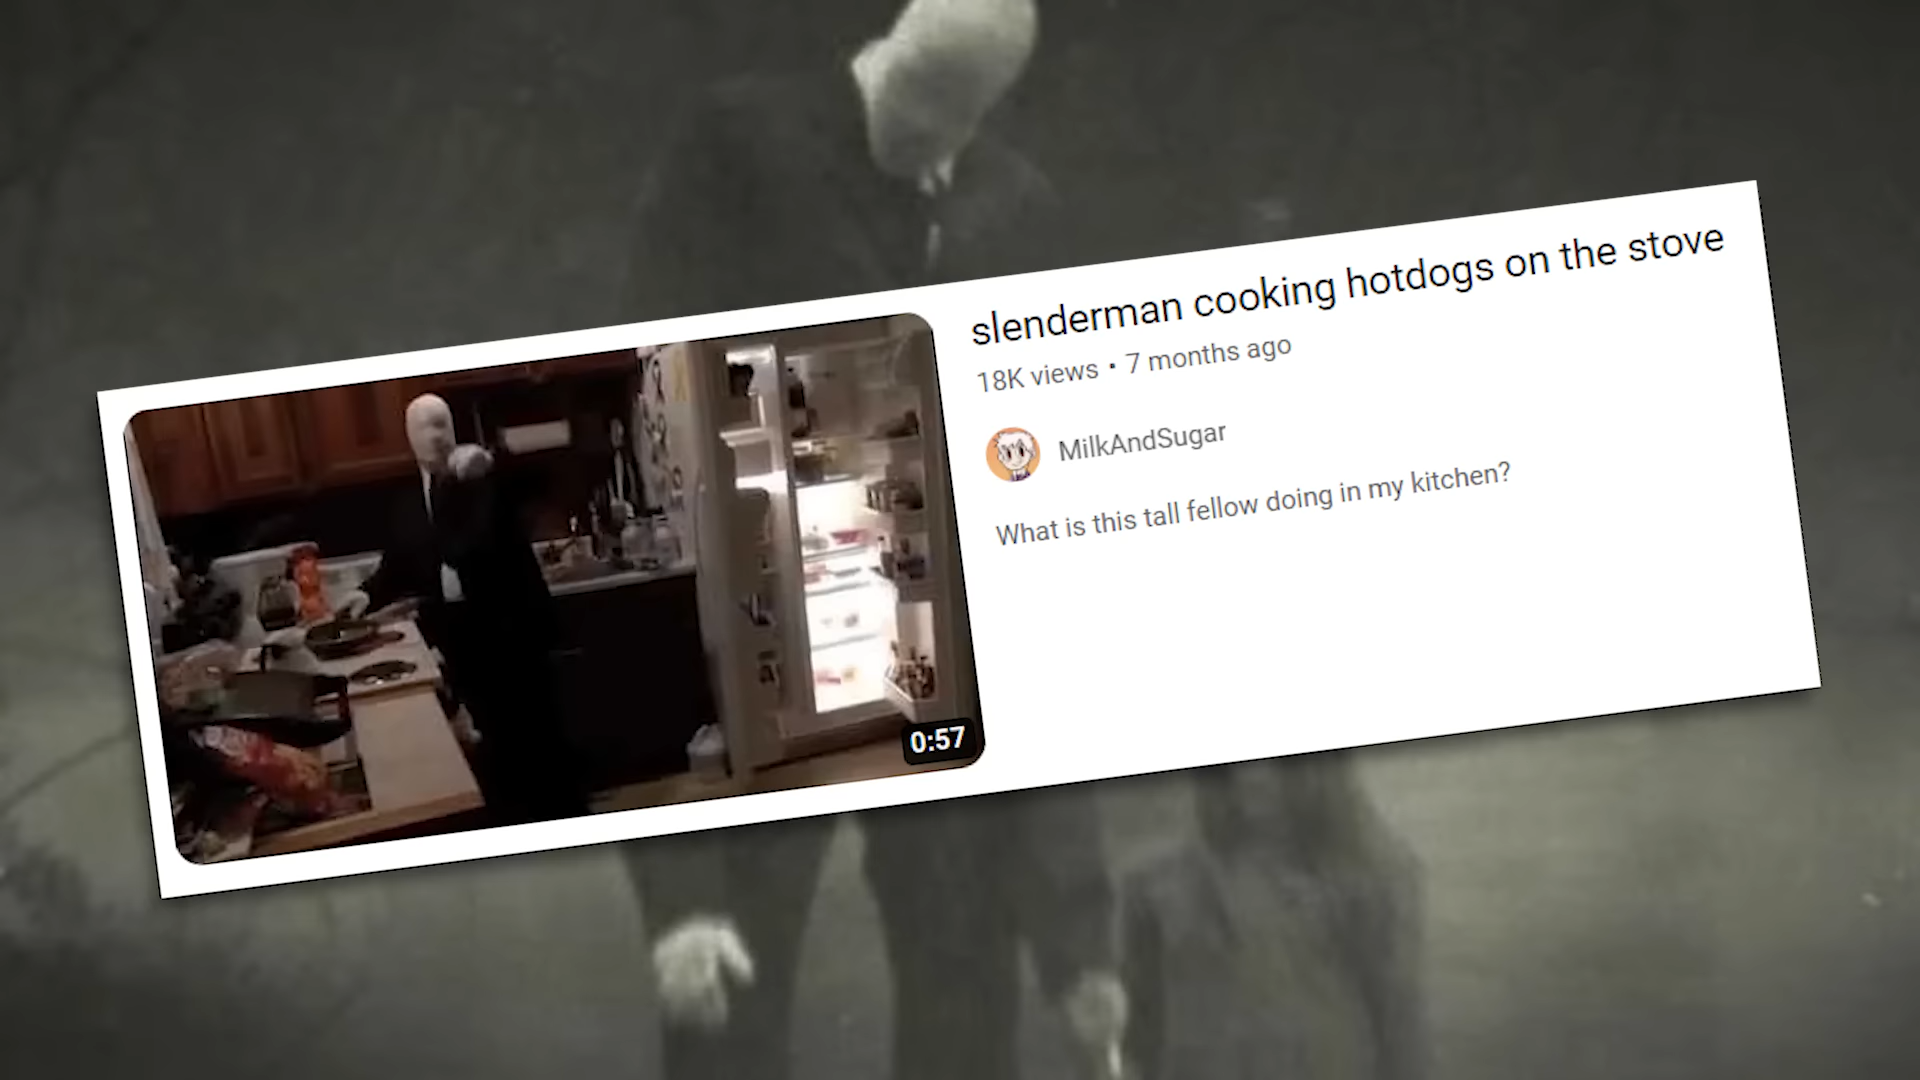 slenderman cooking hotdogs on the stove
18K views • 7 months ago
MilkAndSugar
What is this tall fellow doing in my kitchen?
0:57